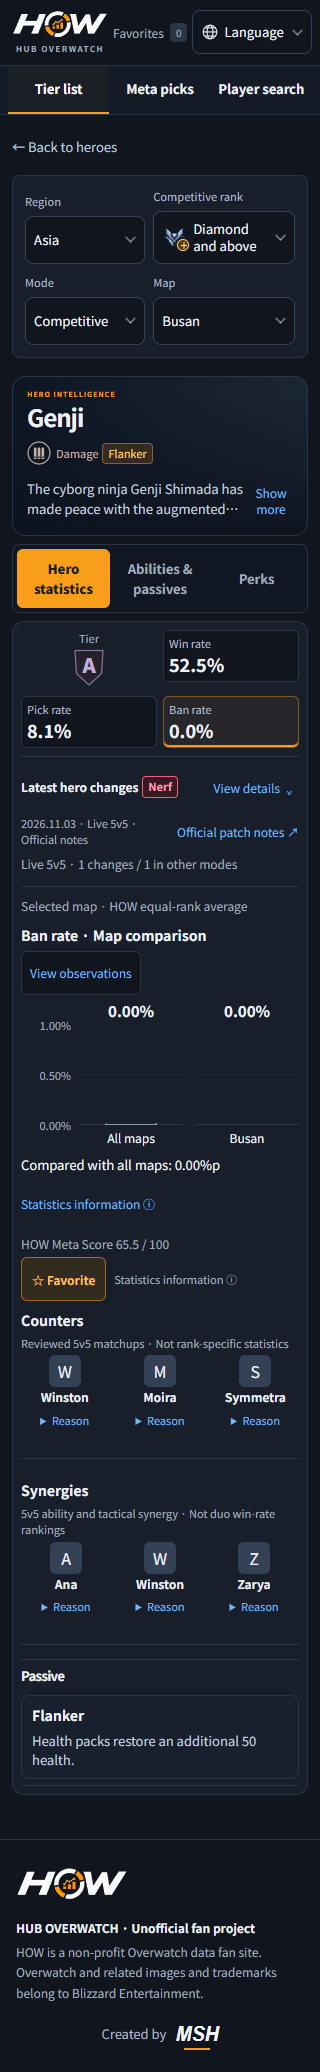 HOW
HUB OVERWATCH
Favorites 0
Language
Tier list Meta picks Player search
← Back to heroes
Region
Competitive rank
Asia
Diamond
and above
Mode
Map
Competitive
Busan
HERO INTELLIGENCE
Genji
Damage Flanker
The cyborg ninja Genji Shimada has
made peace with the augmented···
Show
more
Hero
statistics
Abilities &
passives
Perks
Tier
A
Win rate
52.5%
Pick rate
8.1%
Ban rate
0.0%
Latest hero changes Nerf View details ⌄
2026.11.03 · Live 5v5 ·
Official notes
Official patch notes ↗
Live 5v5 · 1 changes / 1 in other modes
Selected map · HOW equal-rank average
Ban rate · Map comparison
View observations
0.00% 0.00%
1.00%
0.50%
0.00%
All maps Busan
Compared with all maps: 0.00%p
Statistics information ⓘ
HOW Meta Score 65.5 / 100
☆ Favorite Statistics information ⓘ
Counters
Reviewed 5v5 matchups · Not rank-specific statistics
W M S
Winston Moira Symmetra
▶ Reason ▶ Reason ▶ Reason
Synergies
5v5 ability and tactical synergy · Not duo win-rate
rankings
A W Z
Ana Winston Zarya
▶ Reason ▶ Reason ▶ Reason
Passive
Flanker
Health packs restore an additional 50
health.
HOW
HUB OVERWATCH · Unofficial fan project
HOW is a non-profit Overwatch data fan site.
Overwatch and related images and trademarks
belong to Blizzard Entertainment.
Created by MSH